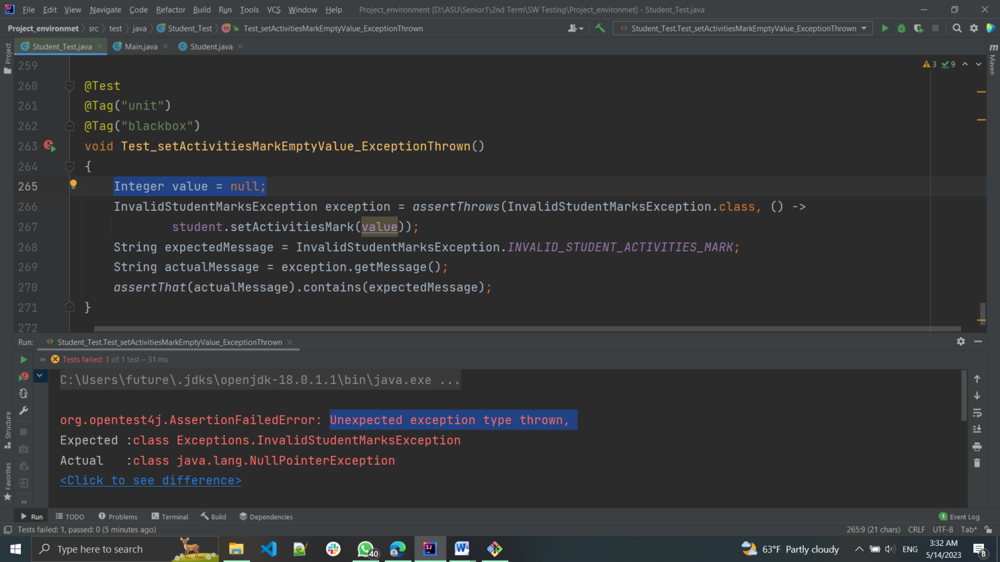 File Edit View Navigate Code Refactor Build Run Tools VCS Window Help Project_environment [D:\ASU\Senior1\2nd Term\SW Testing\Project_environmet] - Student_Test.java
Project_environmet src test java Student_Test Test_setActivitiesMarkEmptyValue_ExceptionThrown Student_Test.Test_setActivitiesMarkEmptyValue_ExceptionThrown
Project
Student_Test.java Main.java Student.java
Maven
259
3 9
260 @Test
261 @Tag("unit")
262 @Tag("blackbox")
263 void Test_setActivitiesMarkEmptyValue_ExceptionThrown()
264 {
265 Integer value = null;
266 InvalidStudentMarksException exception = assertThrows(InvalidStudentMarksException.class, () ->
267 student.setActivitiesMark(value));
268 String expectedMessage = InvalidStudentMarksException.INVALID_STUDENT_ACTIVITIES_MARK;
269 String actualMessage = exception.getMessage();
270 assertThat(actualMessage).contains(expectedMessage);
271 }
272
Run: Student_Test.Test_setActivitiesMarkEmptyValue_ExceptionThrown
Tests failed: 1 of 1 test – 31 ms
C:\Users\future\.jdks\openjdk-18.0.1.1\bin\java.exe ...
org.opentest4j.AssertionFailedError: Unexpected exception type thrown,
Expected :class Exceptions.InvalidStudentMarksException
Actual :class java.lang.NullPointerException
<Click to see difference>
Structure
Favorites
Run TODO Problems Terminal Build Dependencies 1 Event Log
Tests failed: 1, passed: 0 (5 minutes ago) 265:9 (21 chars) CRLF UTF-8 Tab*
Type here to search 40 63°F Partly cloudy ENG 3:32 AM
5/14/2023 8